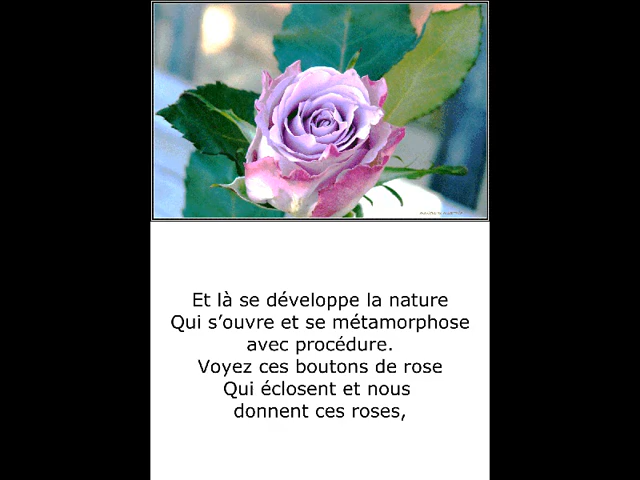 Et là se développe la nature
Qui s’ouvre et se métamorphose
avec procédure.
Voyez ces boutons de rose
Qui éclosent et nous
donnent ces roses,